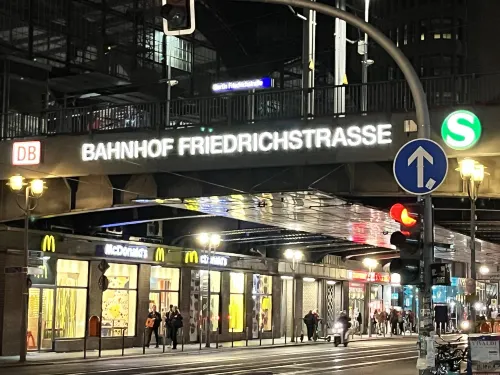 DB
BAHNHOF FRIEDRICHSTRASSE
S
McDonald's